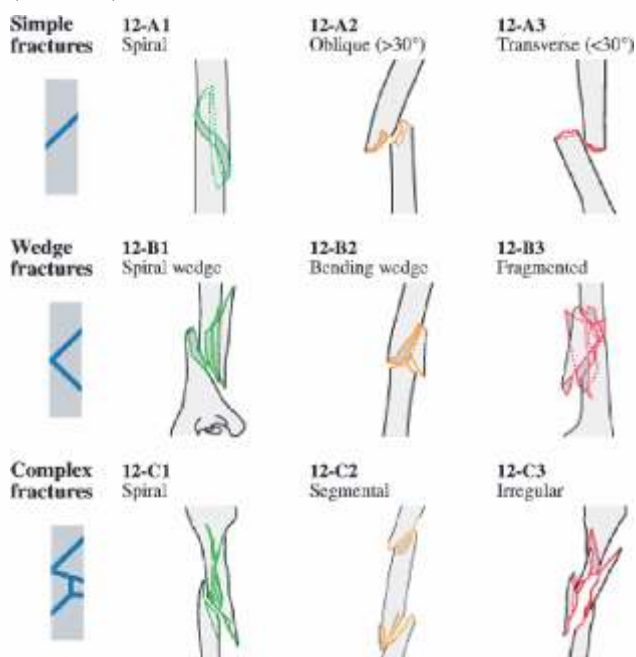 Simple
fractures
12-A1
Spiral
12-A2
Oblique (>30°)
12-A3
Transverse (<30°)
Wedge
fractures
12-B1
Spiral wedge
12-B2
Bending wedge
12-B3
Fragmented
Complex
fractures
12-C1
Spiral
12-C2
Segmental
12-C3
Irregular